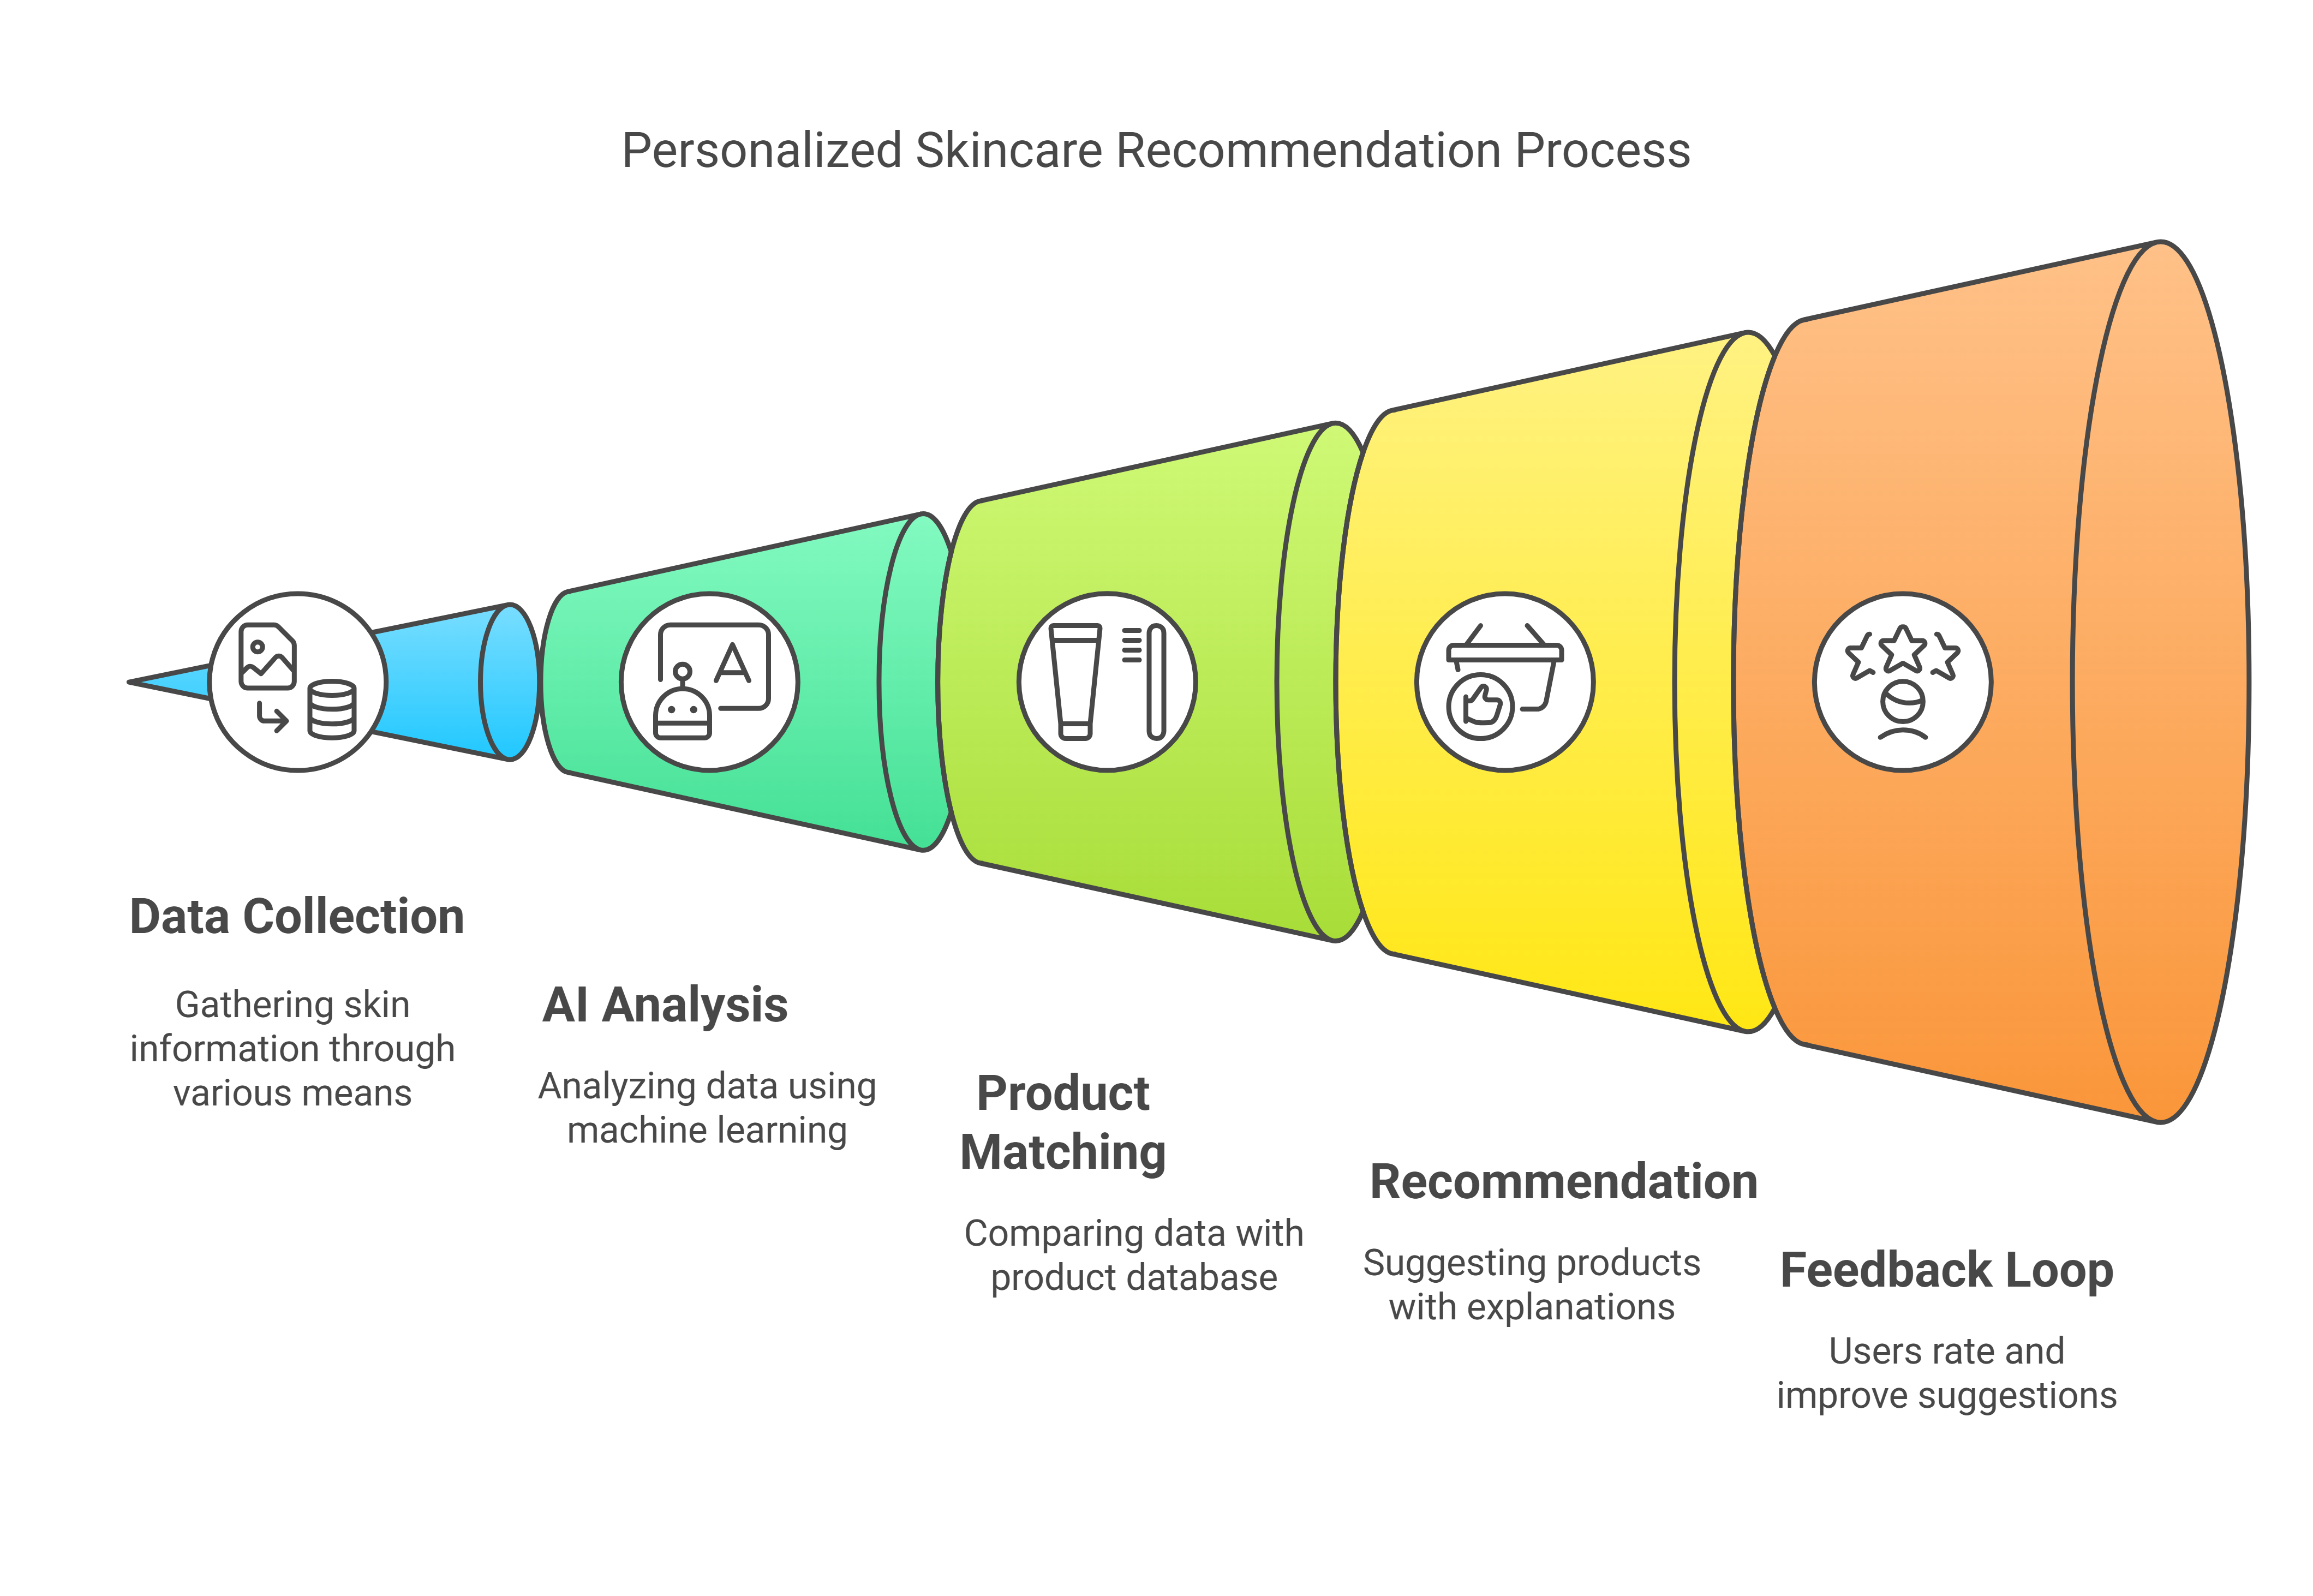 Personalized Skincare Recommendation Process
A
Data Collection
Gathering skin
information through
various means
AI Analysis
Analyzing data using
machine learning
Product
Matching
Comparing data with
product database
Recommendation
Suggesting products
with explanations
Feedback Loop
Users rate and
improve suggestions